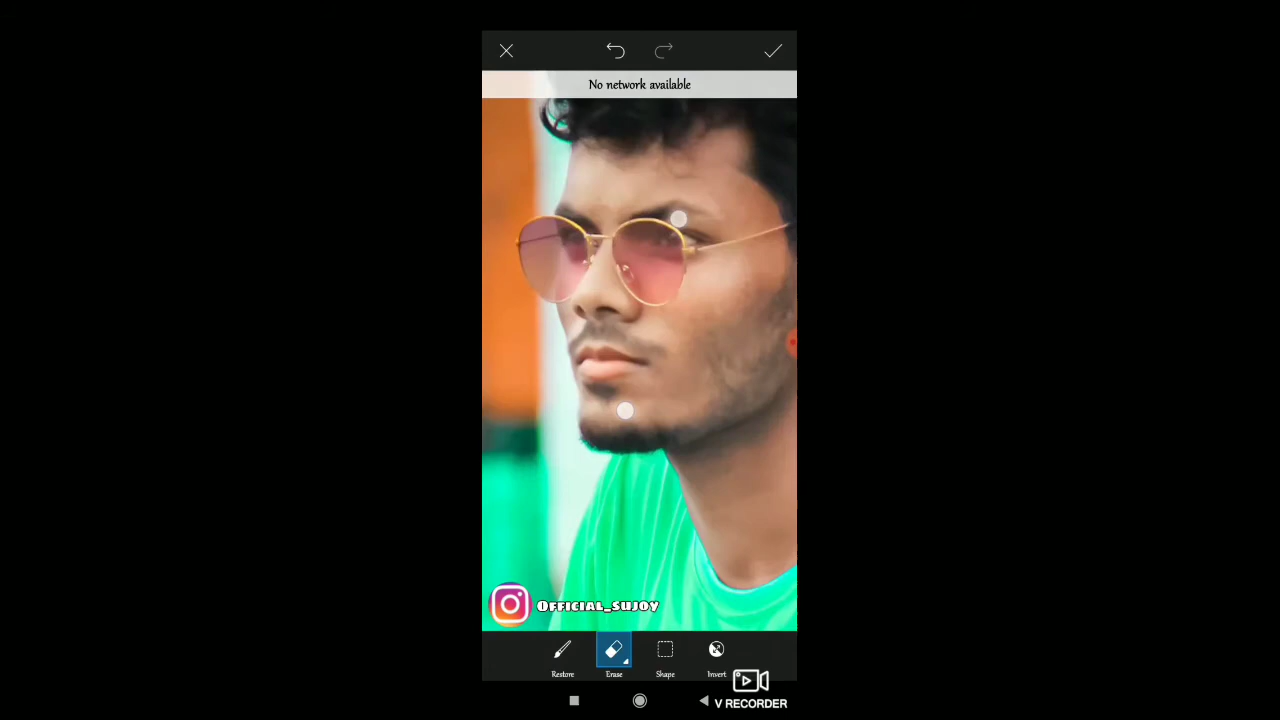 No network available
Official_sujoy
Restore
Erase
Shape
Invert
V RECORDER